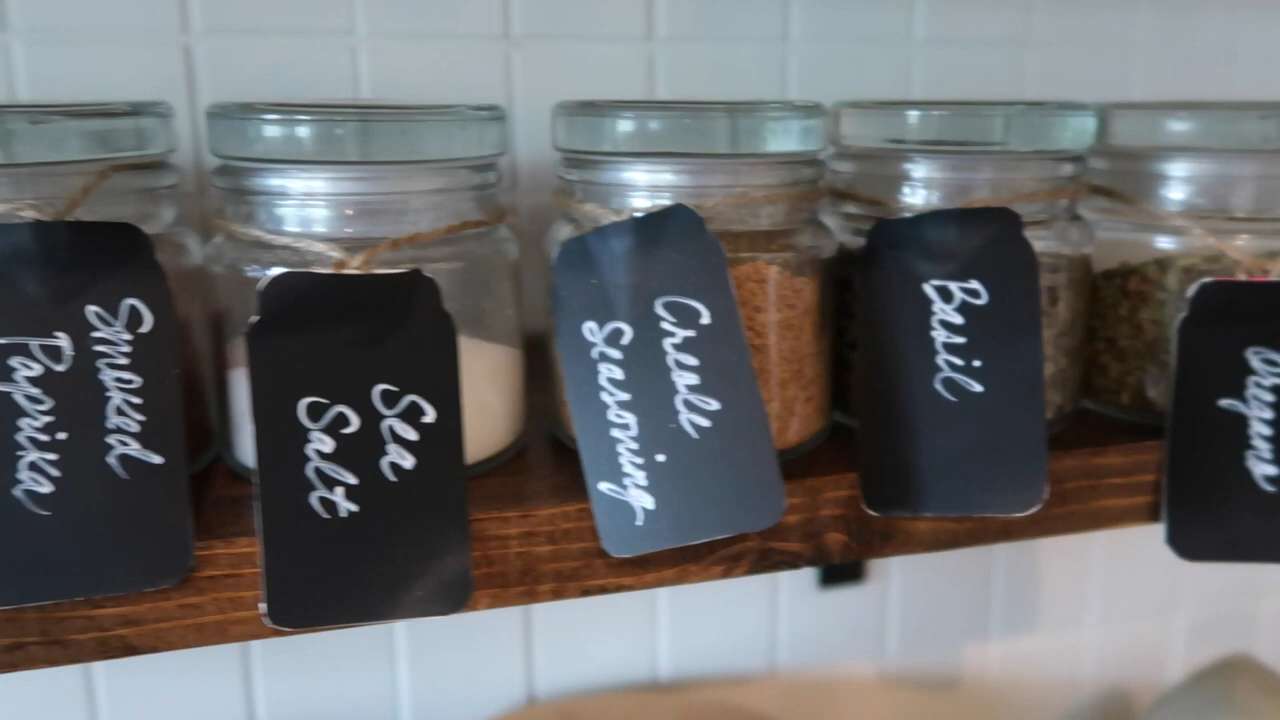 Smoked
Paprika
Sea
Salt
Creole
Seasoning
Basil